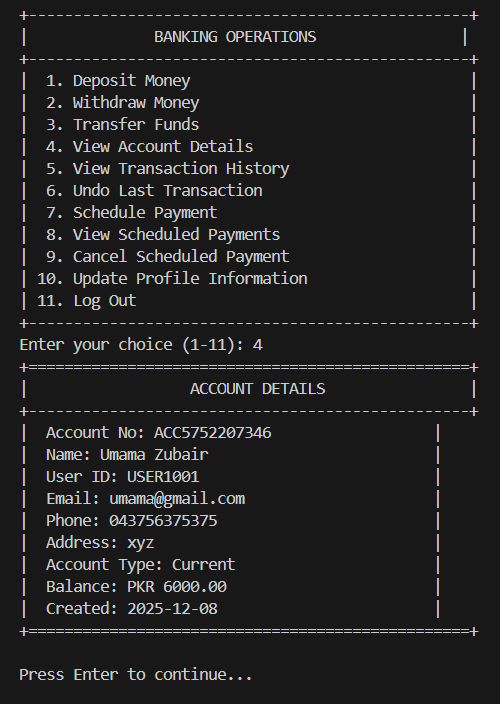 +-------------------------------------------------+
|              BANKING OPERATIONS                |
+-------------------------------------------------+
|  1. Deposit Money                               |
|  2. Withdraw Money                              |
|  3. Transfer Funds                              |
|  4. View Account Details                        |
|  5. View Transaction History                    |
|  6. Undo Last Transaction                       |
|  7. Schedule Payment                            |
|  8. View Scheduled Payments                     |
|  9. Cancel Scheduled Payment                    |
| 10. Update Profile Information                  |
| 11. Log Out                                     |
+-------------------------------------------------+
Enter your choice (1-11): 4
+=================================================+
|                  ACCOUNT DETAILS                |
+-------------------------------------------------+
|  Account No: ACC5752207346                  |
|  Name: Umama Zubair                         |
|  User ID: USER1001                          |
|  Email: umama@gmail.com                     |
|  Phone: 043756375375                        |
|  Address: xyz                               |
|  Account Type: Current                      |
|  Balance: PKR 6000.00                       |
|  Created: 2025-12-08                        |
+=================================================+
Press Enter to continue...